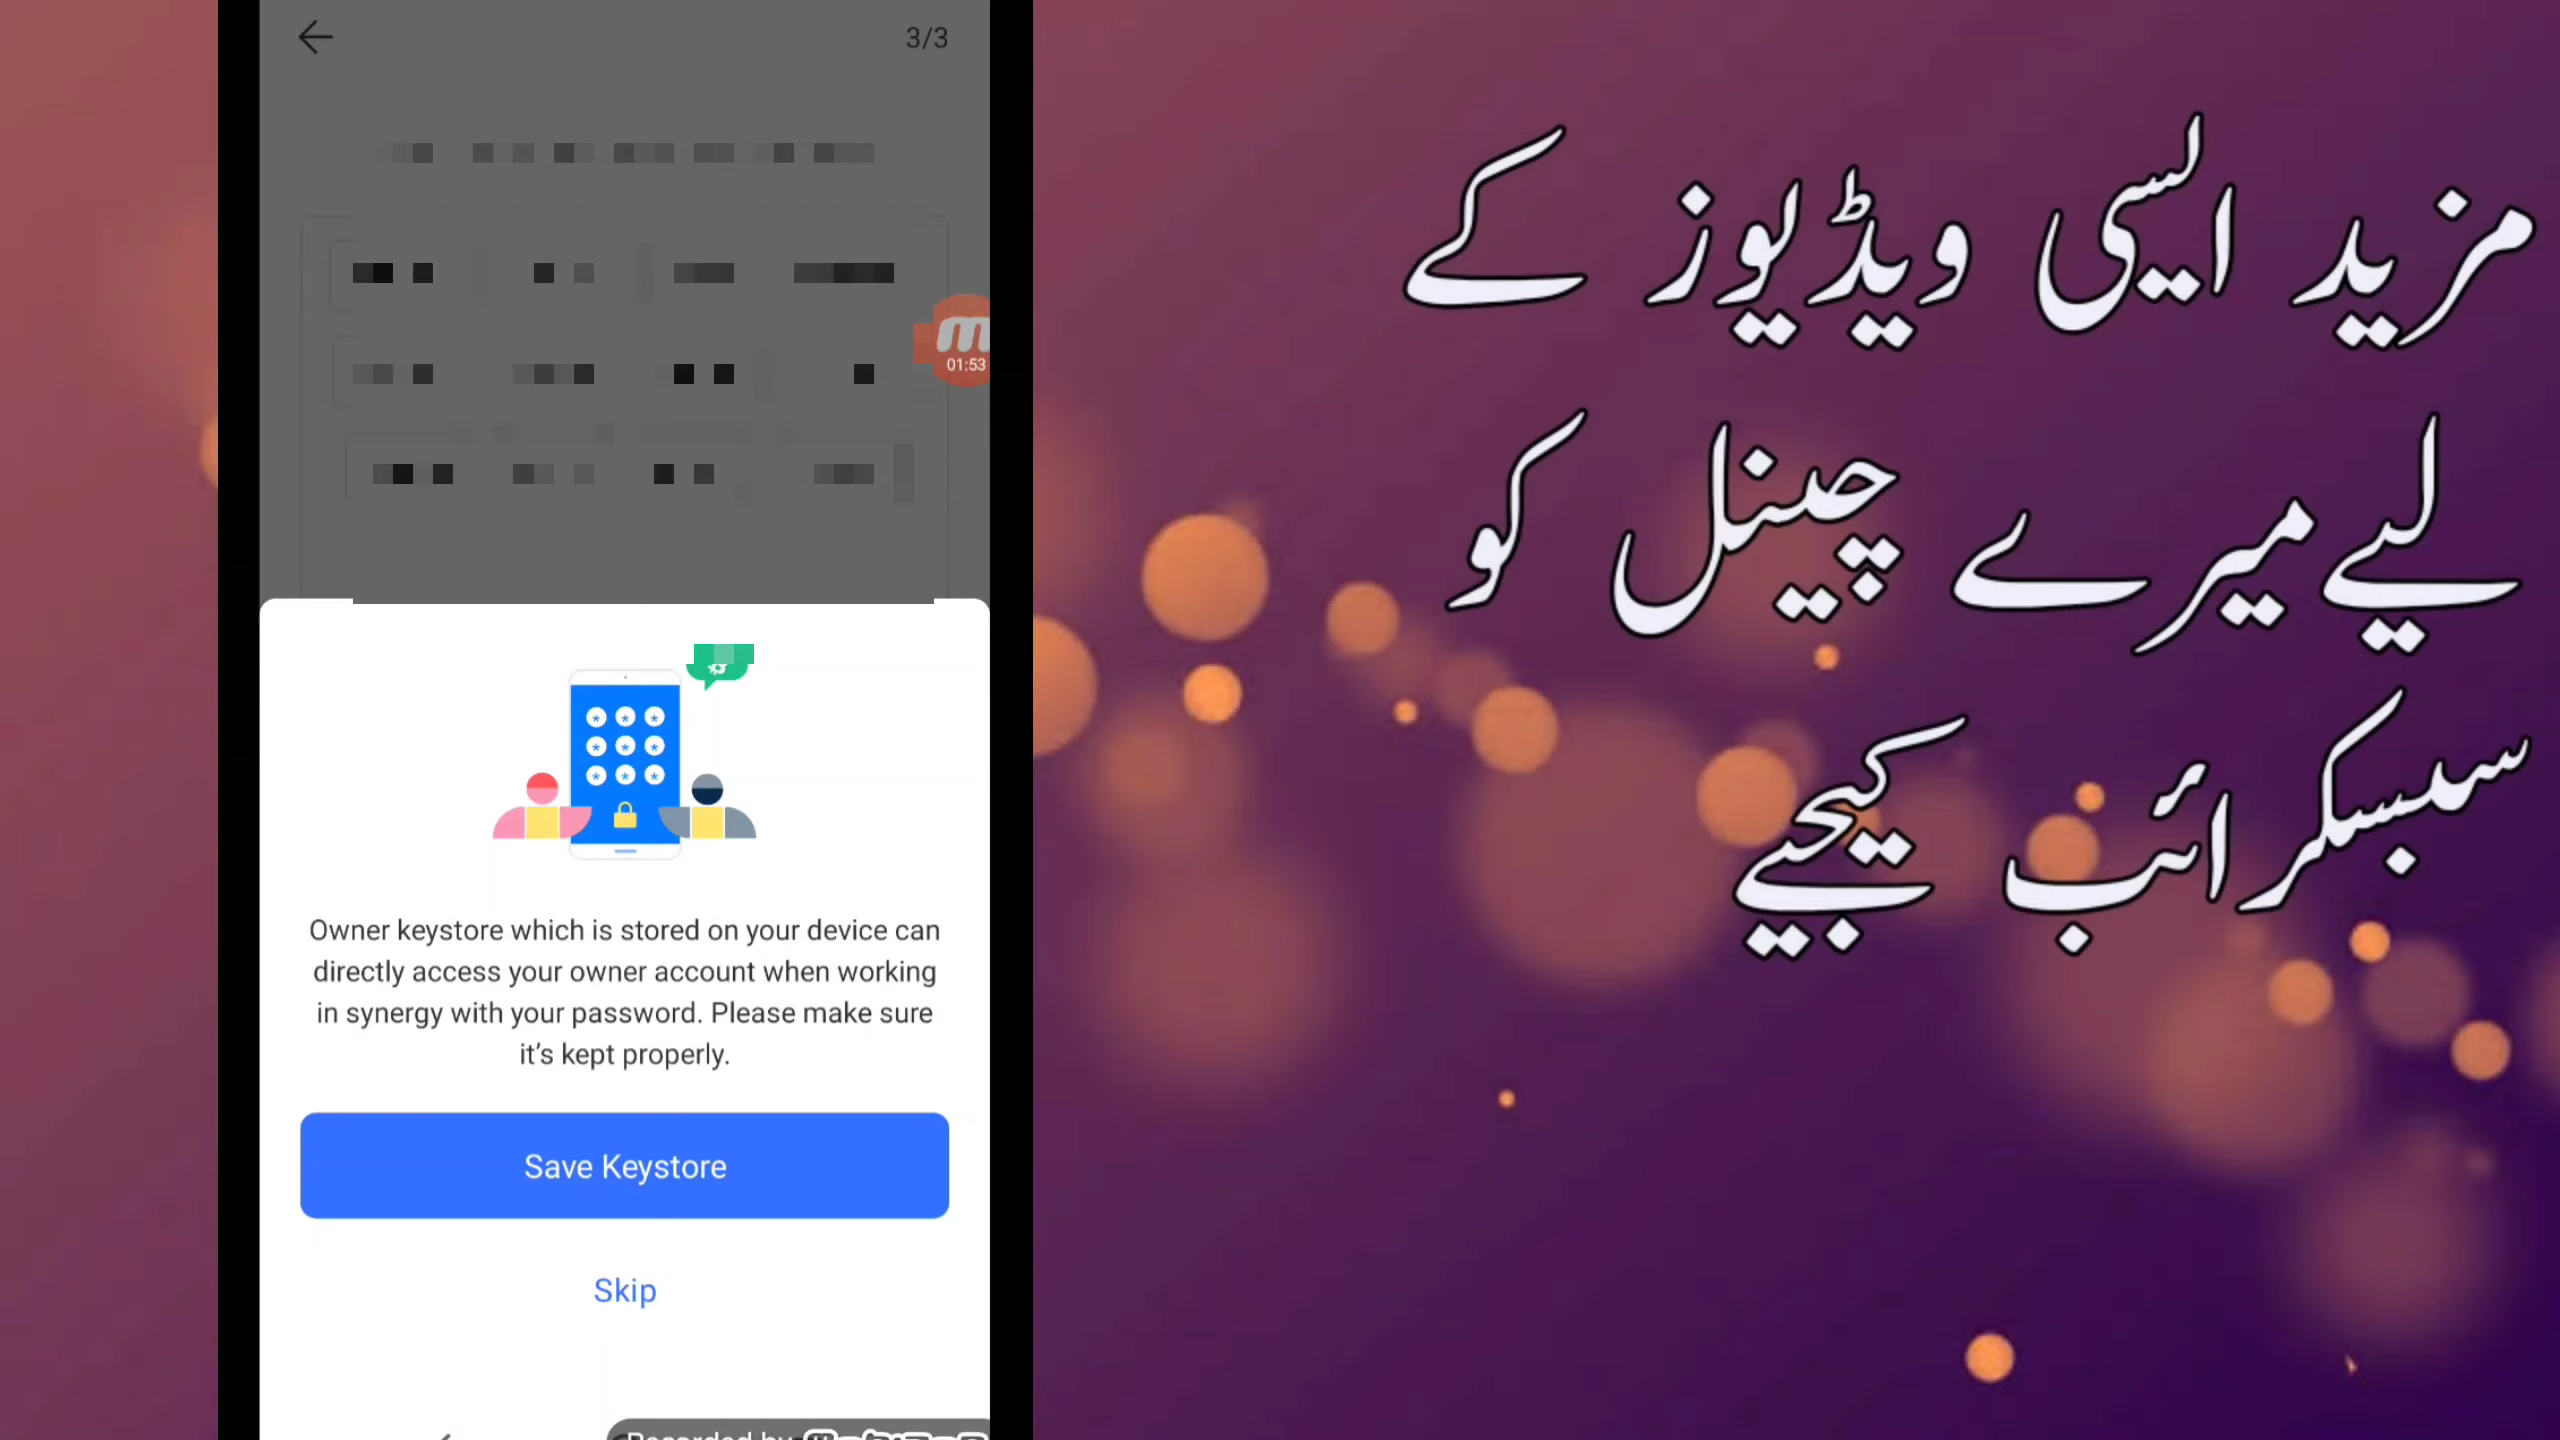 3/3
01:53
Owner keystore which is stored on your device can
directly access your owner account when working
in synergy with your password. Please make sure
it's kept properly.
Save Keystore
Skip
Recorded by
مزید ایسی ویڈیوز کے
لیے میرے چینل کو
سبسکرائب کیجیے